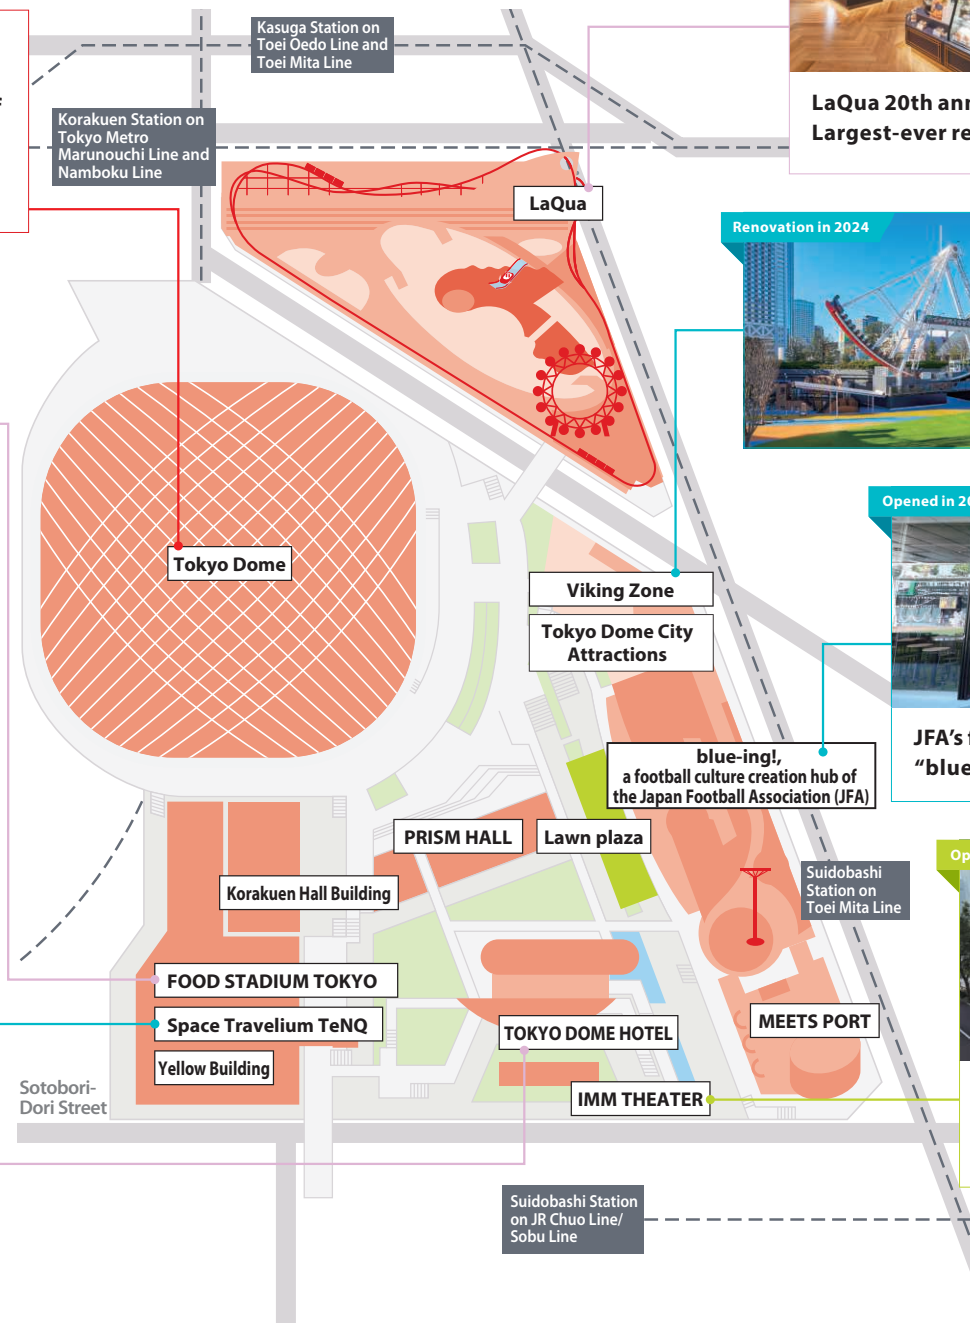 Kasuga Station on
Toei Oedo Line and
Toei Mita Line
LaQua 20th
Largest-ever
Korakuen Station on
Tokyo Metro
Marunouchi Line and
Namboku Line
LaQua
Renovation in 2024
Opened in
Tokyo Dome
Viking Zone
Tokyo Dome City
Attractions
JFA's
"blue
blue-ing!,
a football culture creation hub of
the Japan Football Association (JFA)
PRISM HALL
Lawn plaza
Suidobashi
Station on
Toei Mita Line
Korakuen Hall Building
FOOD STADIUM TOKYO
Space Travelium TeNQ
TOKYO DOME HOTEL
MEETS PORT
Yellow Building
IMM THEATER
Sotobori-
Dori Street
Suidobashi Station
on JR Chuo Line/
Sobu Line